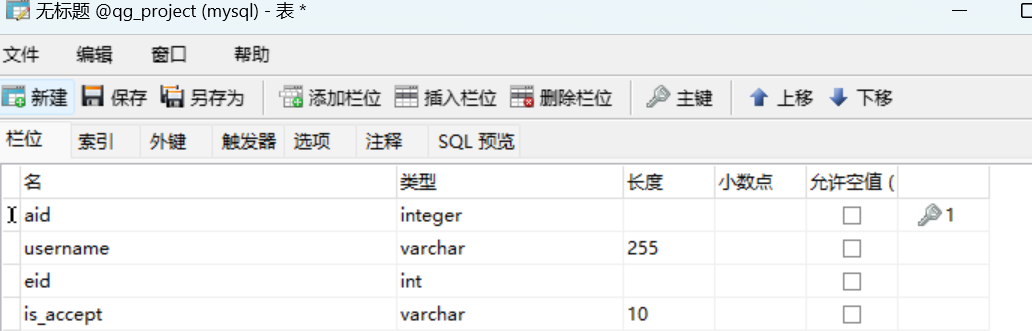 无标题 @qg_project (mysql) - 表 *
文件 编辑 窗口 帮助
新建 保存 另存为 添加栏位 插入栏位 删除栏位 主键 上移 下移
栏位 索引 外键 触发器 选项 注释 SQL 预览
名 类型 长度 小数点 允许空值 (
aid integer 1
username varchar 255
eid int
is_accept varchar 10